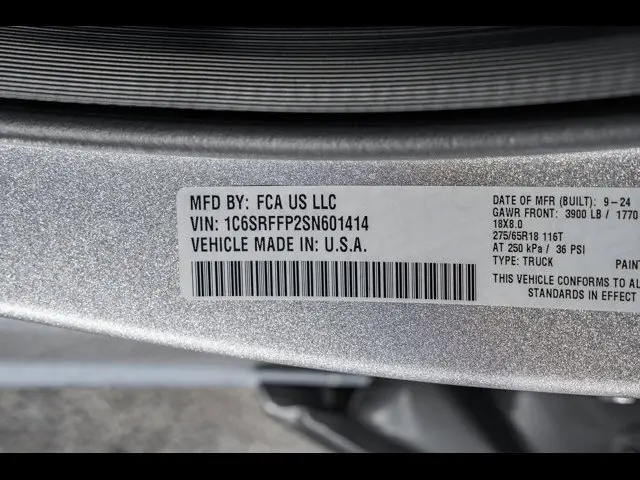 MFD BY: FCA US LLC
VIN: 1C6SRFFP2SN601414
VEHICLE MADE IN: U.S.A.
DATE OF MFR (BUILT): 9-24
GAWR FRONT: 3900 LB / 1770
18X8.0
275/65R18 116T
AT 250 kPa / 36 PSI
TYPE: TRUCK PAIN
THIS VEHICLE CONFORMS TO AL
STANDARDS IN EFFECT